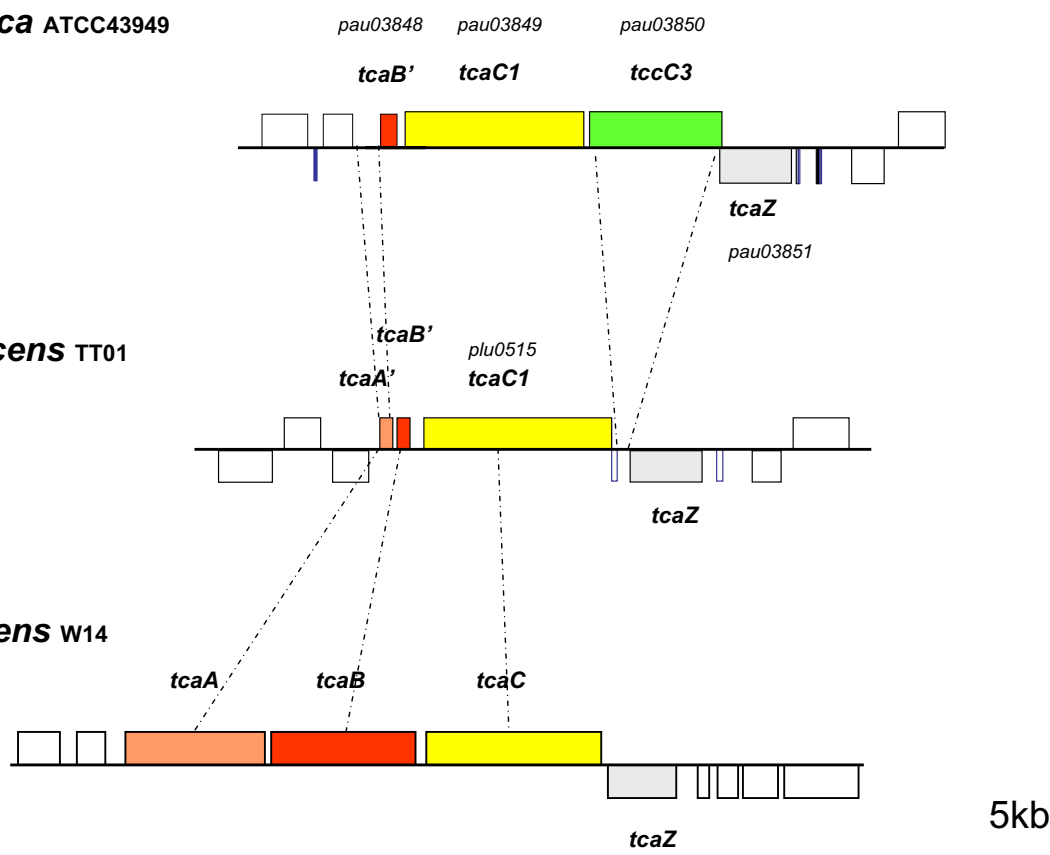 ca ATCC43949
pau03848 pau03849 pau03850
tcaB’ tcaC1 tccC3
tcaZ
pau03851
tcaB’
cens TT01
plu0515
tcaA’ tcaC1
tcaZ
ens W14
tcaA tcaB tcaC
5kb
tcaZ